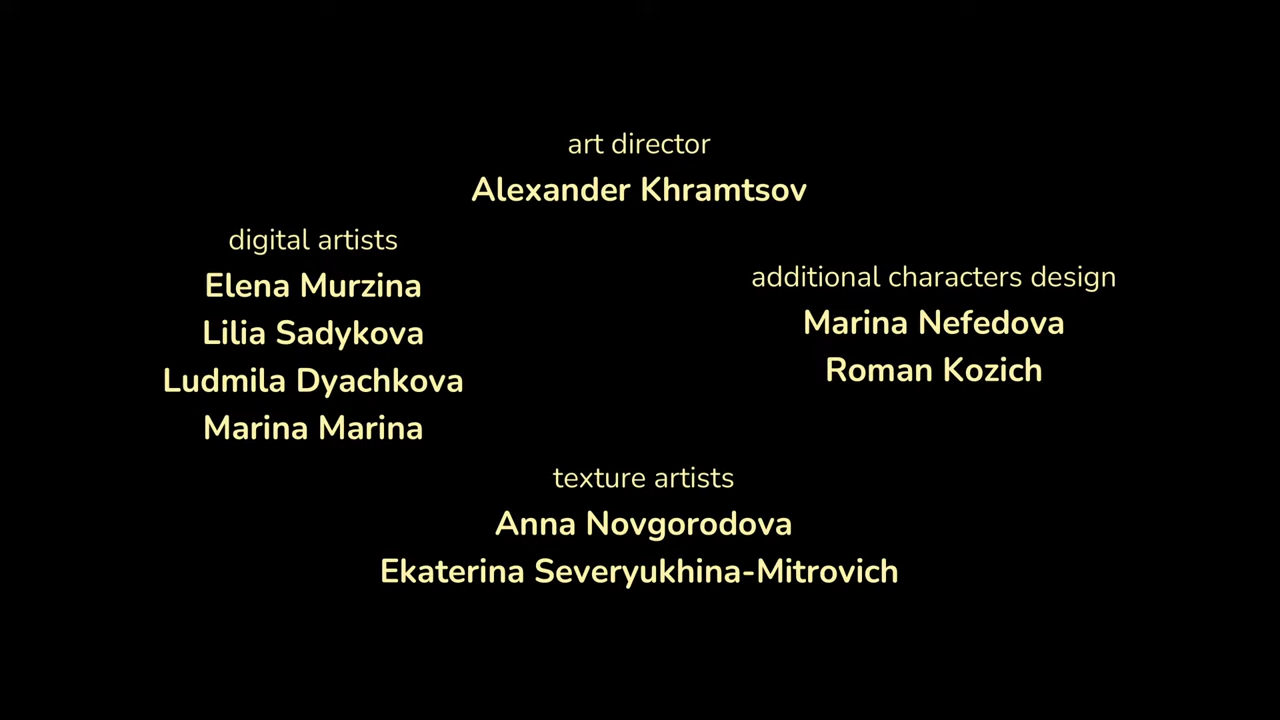 art director
Alexander Khramtsov
digital artists
Elena Murzina
Lilia Sadykova
Ludmila Dyachkova
Marina Marina
additional characters design
Marina Nefedova
Roman Kozich
texture artists
Anna Novgorodova
Ekaterina Severyukhina-Mitrovich